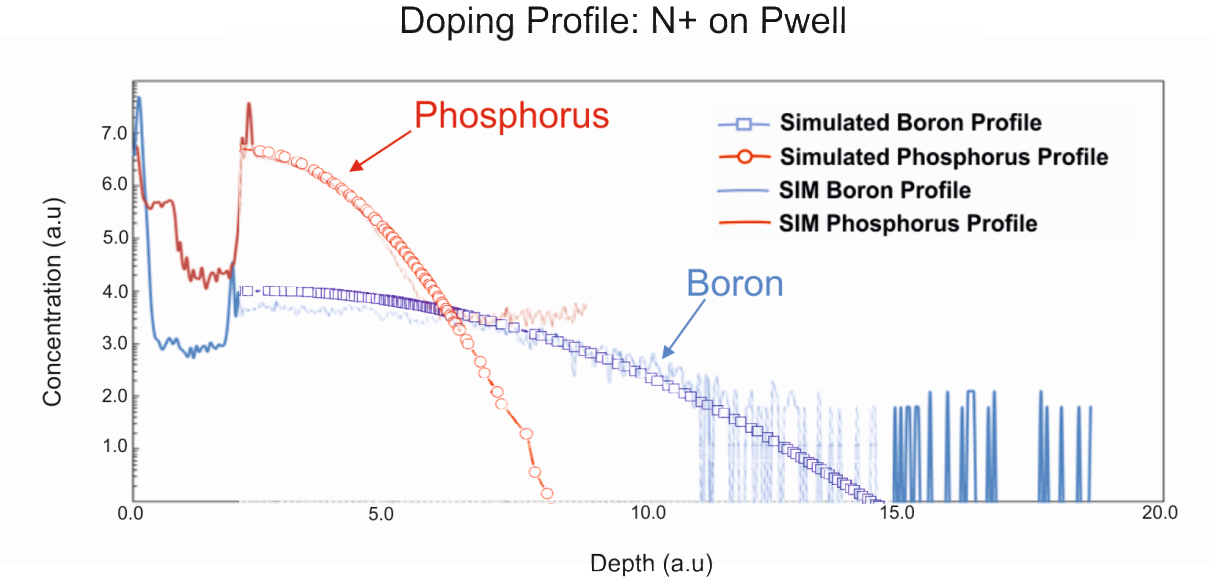 Doping Profile: N+ on Pwell
Phosphorus
Boron
Simulated Boron Profile
Simulated Phosphorus Profile
SIM Boron Profile
SIM Phosphorus Profile
Concentration (a.u)
7.0
6.0
5.0
4.0
3.0
2.0
1.0
0.0
5.0
10.0
15.0
20.0
Depth (a.u)